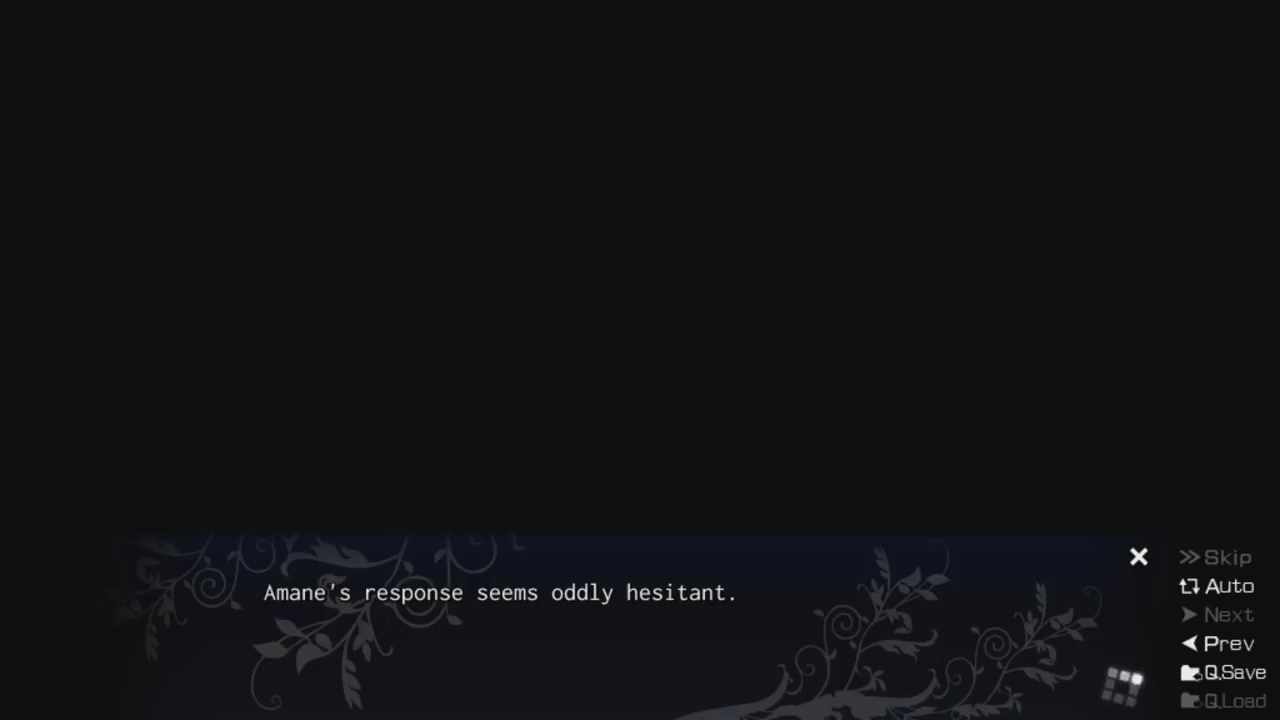 Amane's response seems oddly hesitant.
Skip
Auto
Next
Prev
Q.Save
Q.Load